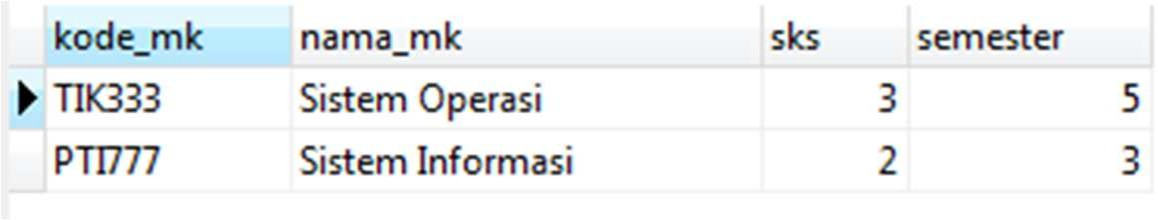 kode_mk nama_mk sks semester
TIK333 Sistem Operasi 3 5
PTI777 Sistem Informasi 2 3